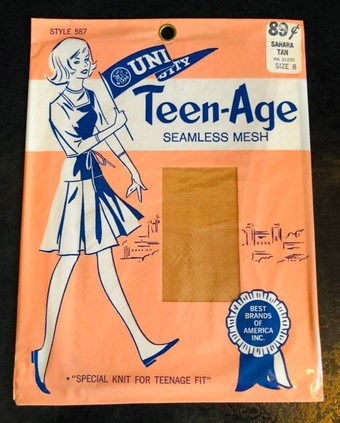 STYLE 587
89¢
SAHARA
TAN
SIZE 8
UNI
SITY
Teen-Age
SEAMLESS MESH
BEST
BRANDS
OF
AMERICA
INC.
• "SPECIAL KNIT FOR TEENAGE FIT"